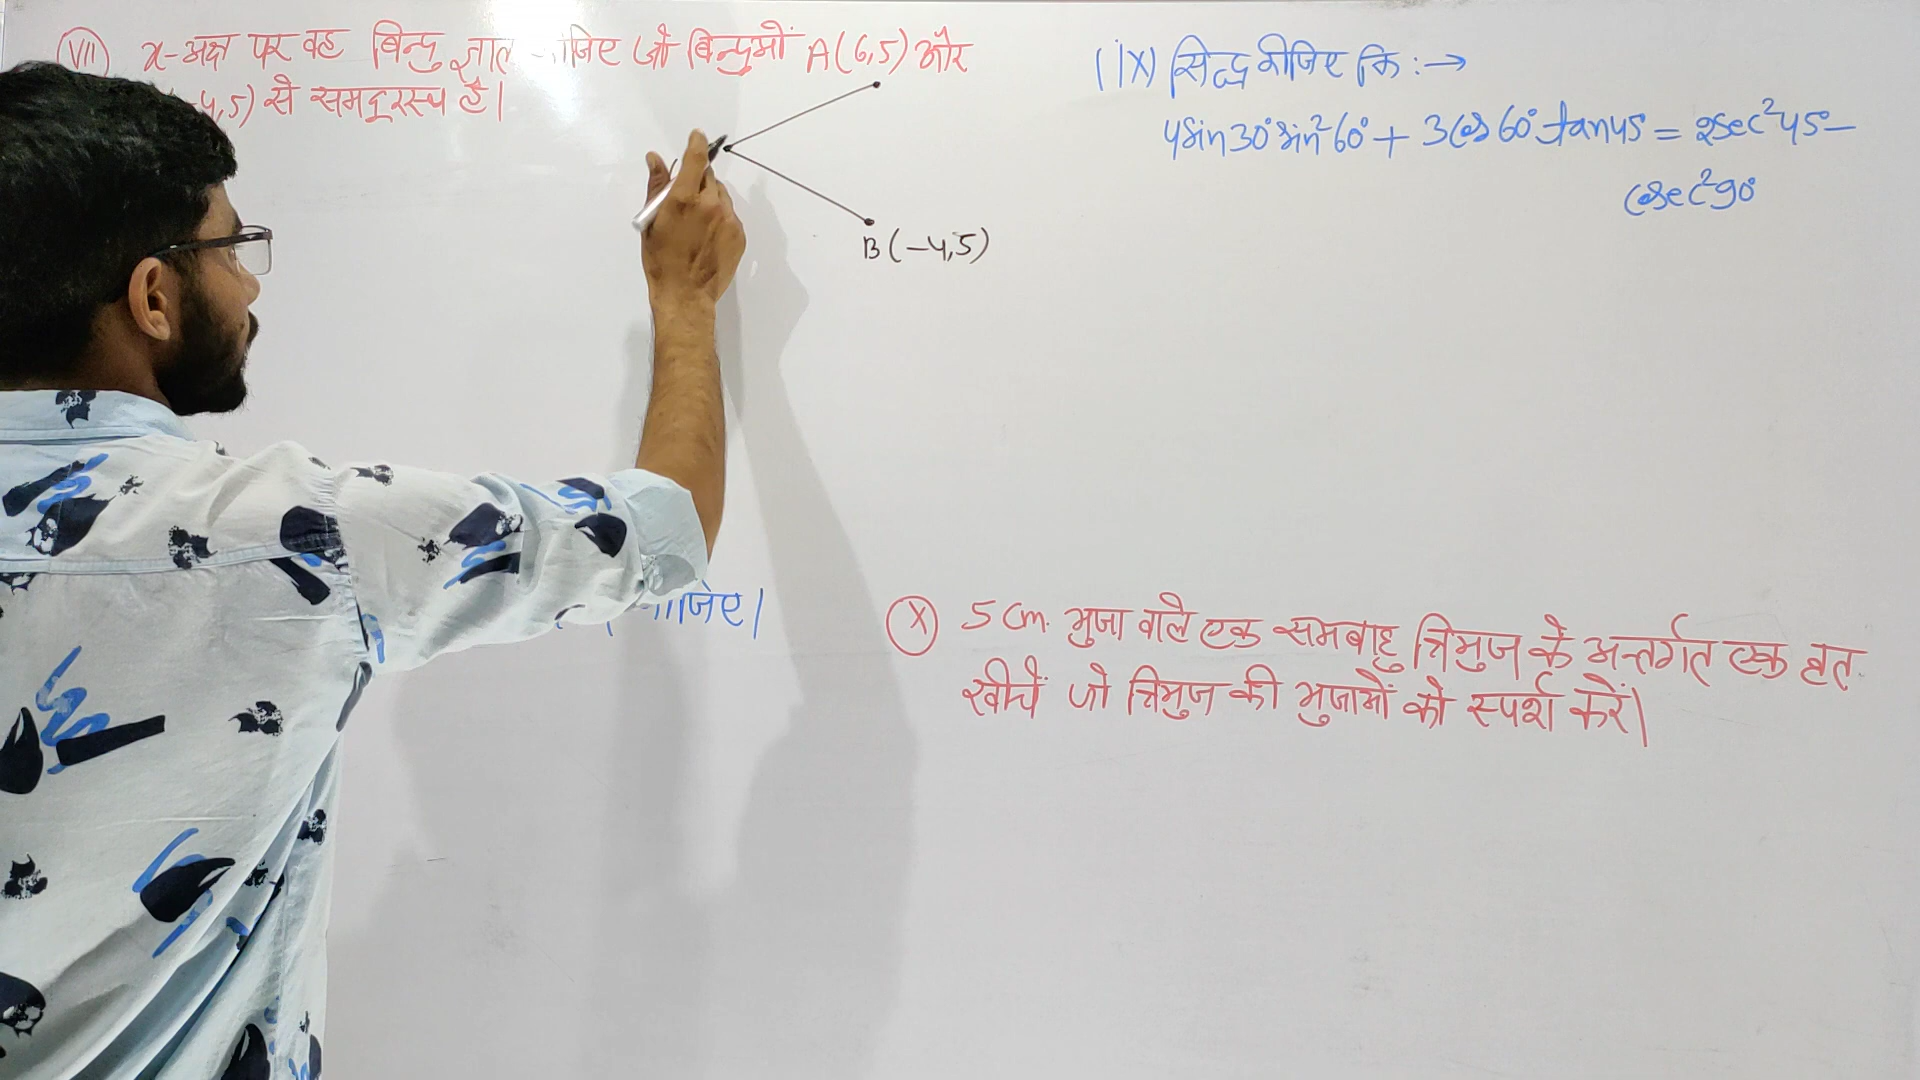 (VII) x-अक्ष पर वह बिन्दु ज्ञात जिए जो बिन्दुओं A(6,5) और
-4,5) से समदूरस्थ है।
B(-4,5)
(IX) सिद्ध कीजिए कि :→
4sin30° sin²60° + 3cos60° tan45 = 2sec²45° -
cosec²90°
ाजिए।
(X) 5 cm. भुजा वाले एक समबाहु त्रिभुज के अन्तर्गत एक वृत
खींचें जो त्रिभुज की भुजाओं को स्पर्श करें।